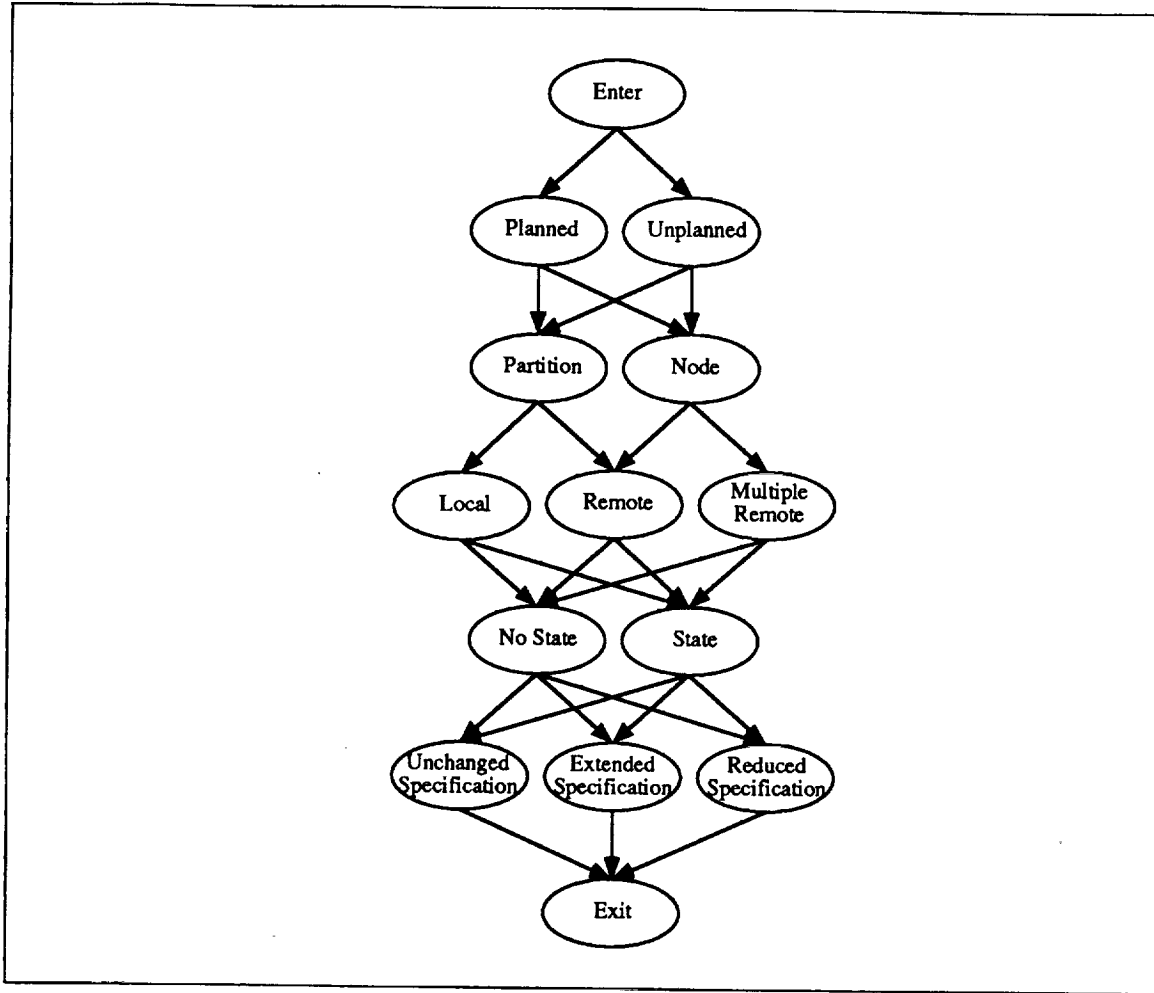 Enter
Planned
Unplanned
Partition
Node
Local
Remote
Multiple
Remote
No State
State
Unchanged
Specification
Extended
Specification
Reduced
Specification
Exit